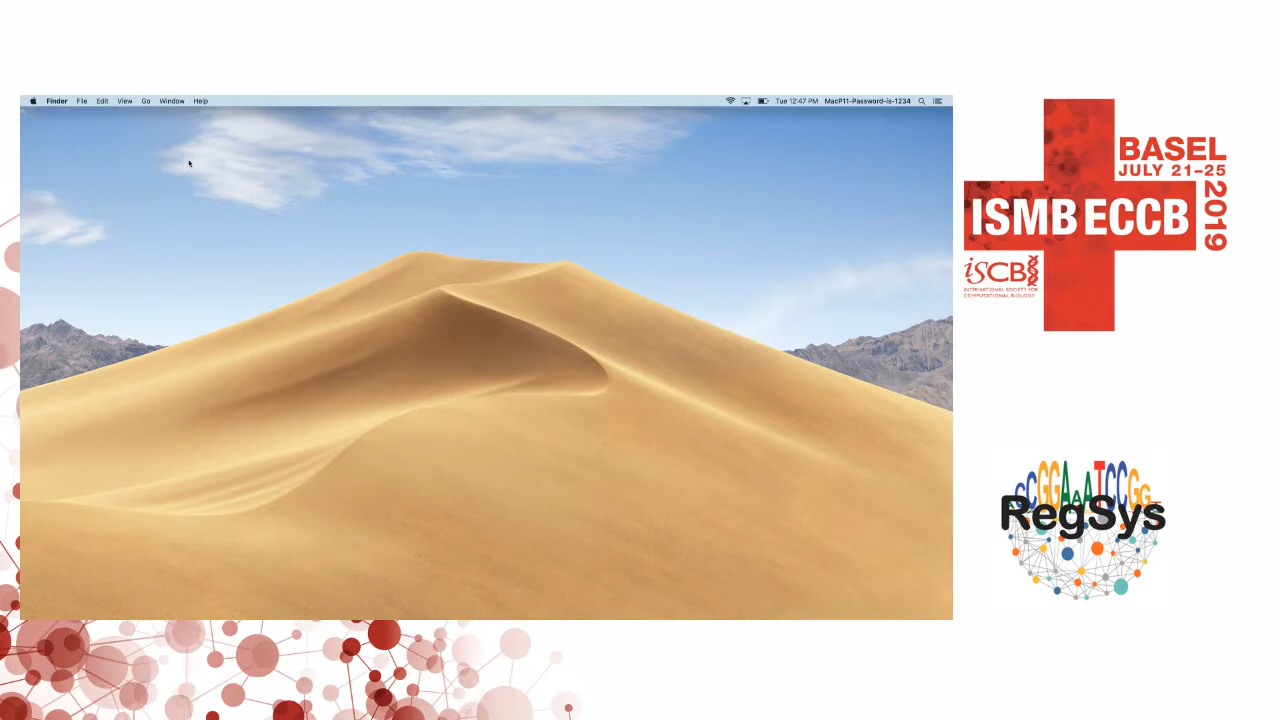 Finder File Edit View Go Window Help
Tue 12:47 PM MacP11-Password-is-1234
BASEL
JULY 21-25
2019
ISMB ECCB
iSCB
INTERNATIONAL SOCIETY FOR
COMPUTATIONAL BIOLOGY
CCGGAAATCCGG
RegSys